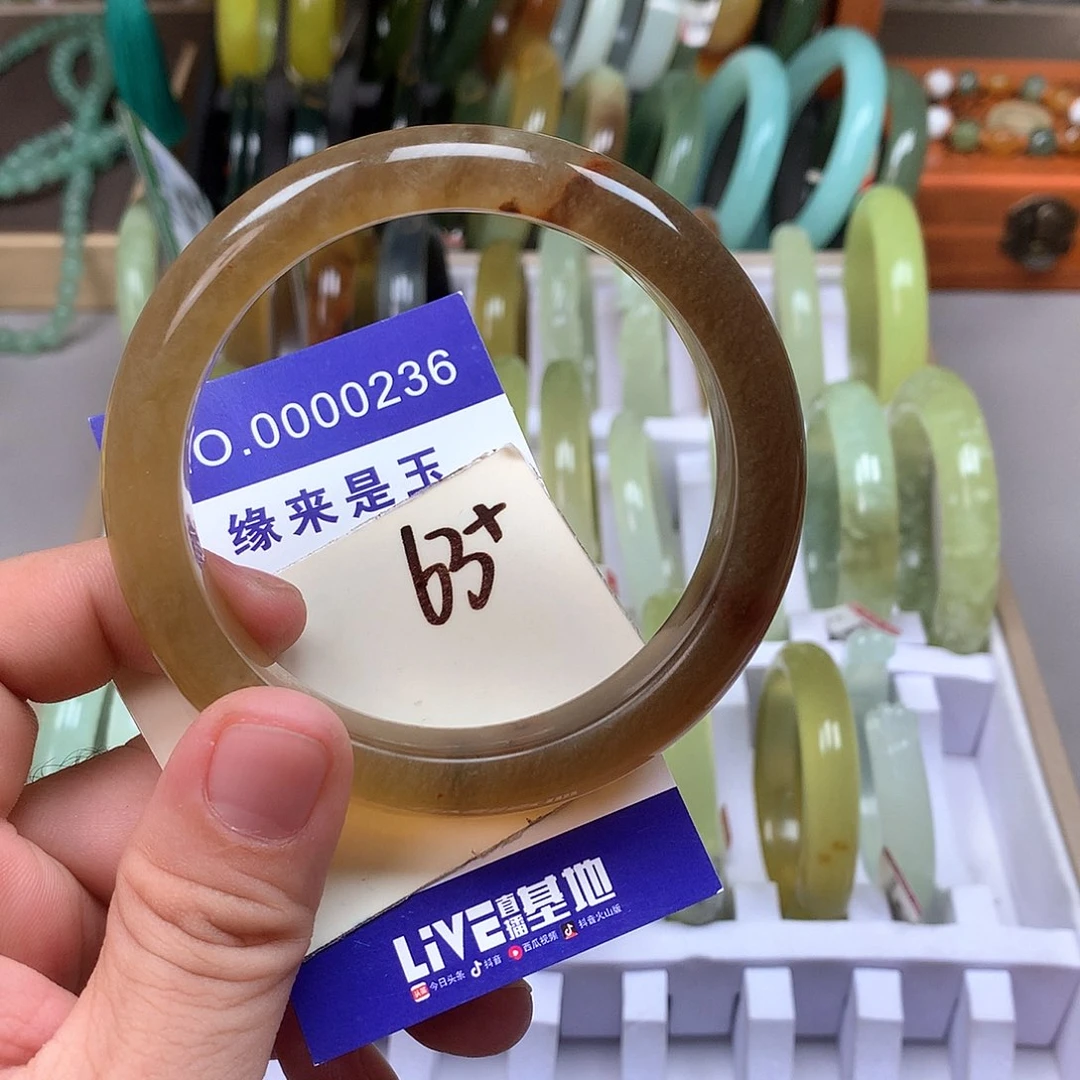 NO.0000236
缘来是玉
63+
LiVE直播基地
今日头条 抖音 西瓜视频 抖音火山版